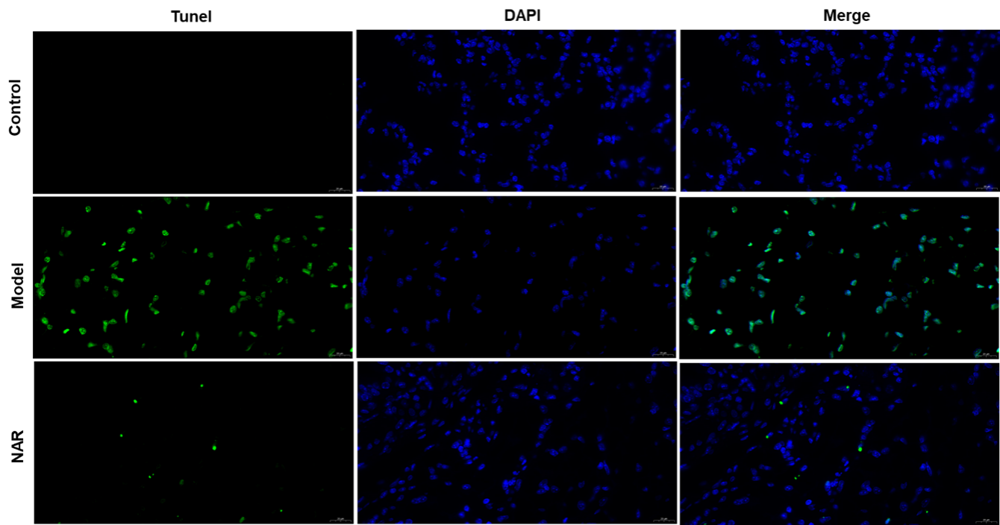 Tunel DAPI Merge
Control
Model
NAR